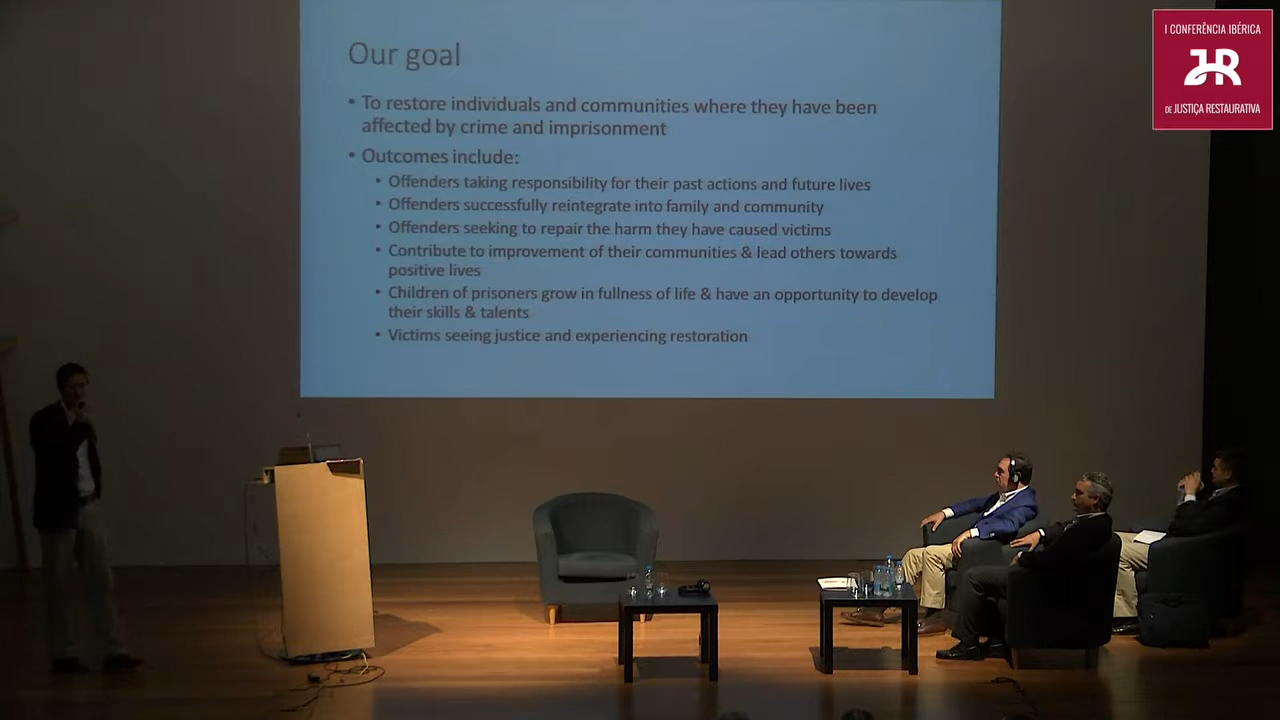 Our goal
• To restore individuals and communities where they have been
affected by crime and imprisonment
• Outcomes include:
• Offenders taking responsibility for their past actions and future lives
• Offenders successfully reintegrate into family and community
• Offenders seeking to repair the harm they have caused victims
• Contribute to improvement of their communities & lead others towards
positive lives
• Children of prisoners grow in fullness of life & have an opportunity to develop
their skills & talents
• Victims seeing justice and experiencing restoration
I CONFERÊNCIA IBÉRICA
JR
DE JUSTIÇA RESTAURATIVA